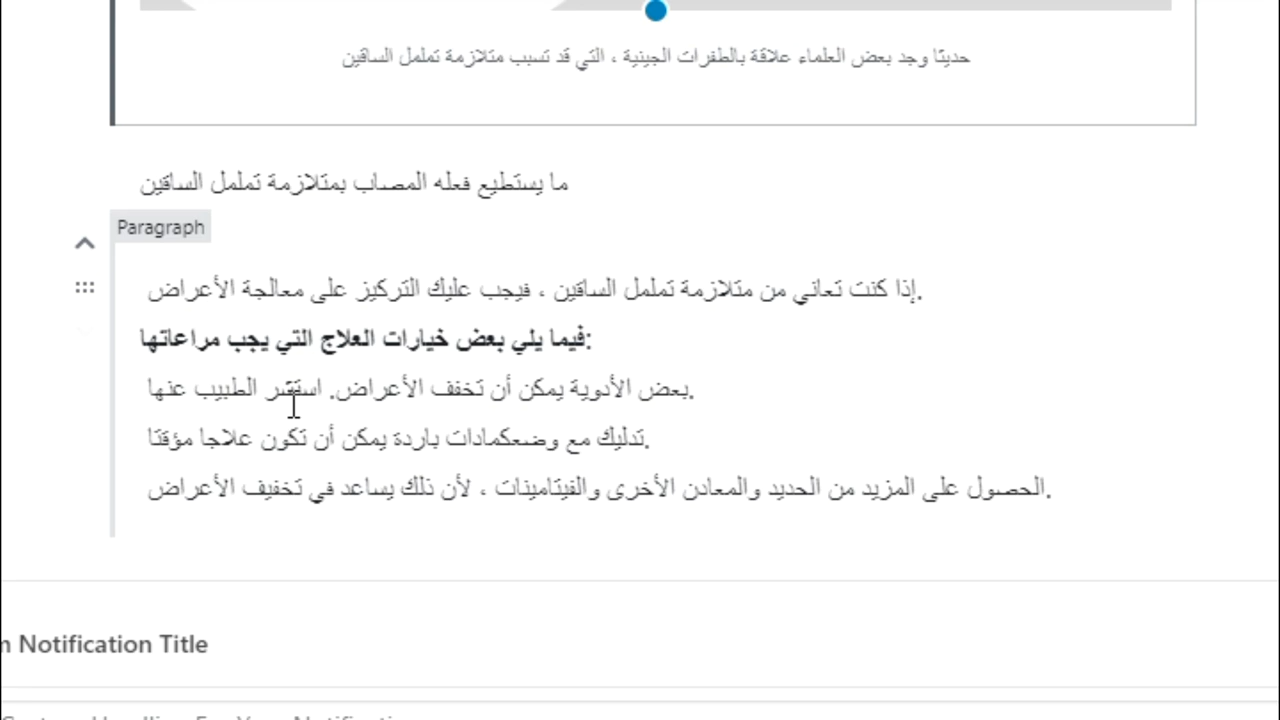 حديثا وجد بعض العلماء علاقة بالطفرات الجينية ، التي قد تسبب متلازمة تململ الساقين
ما يستطيع فعله المصاب بمتلازمة تململ الساقين
Paragraph
إذا كنت تعاني من متلازمة تململ الساقين ، فيجب عليك التركيز على معالجة الأعراض.
فيما يلي بعض خيارات العلاج التي يجب مراعاتها:
بعض الأدوية يمكن أن تخفف الأعراض. استشر الطبيب عنها.
تدليك مع وضعكمادات باردة يمكن أن تكون علاجا مؤقتا.
الحصول على المزيد من الحديد والمعادن الأخرى والفيتامينات ، لأن ذلك يساعد في تخفيف الأعراض.
Notification Title